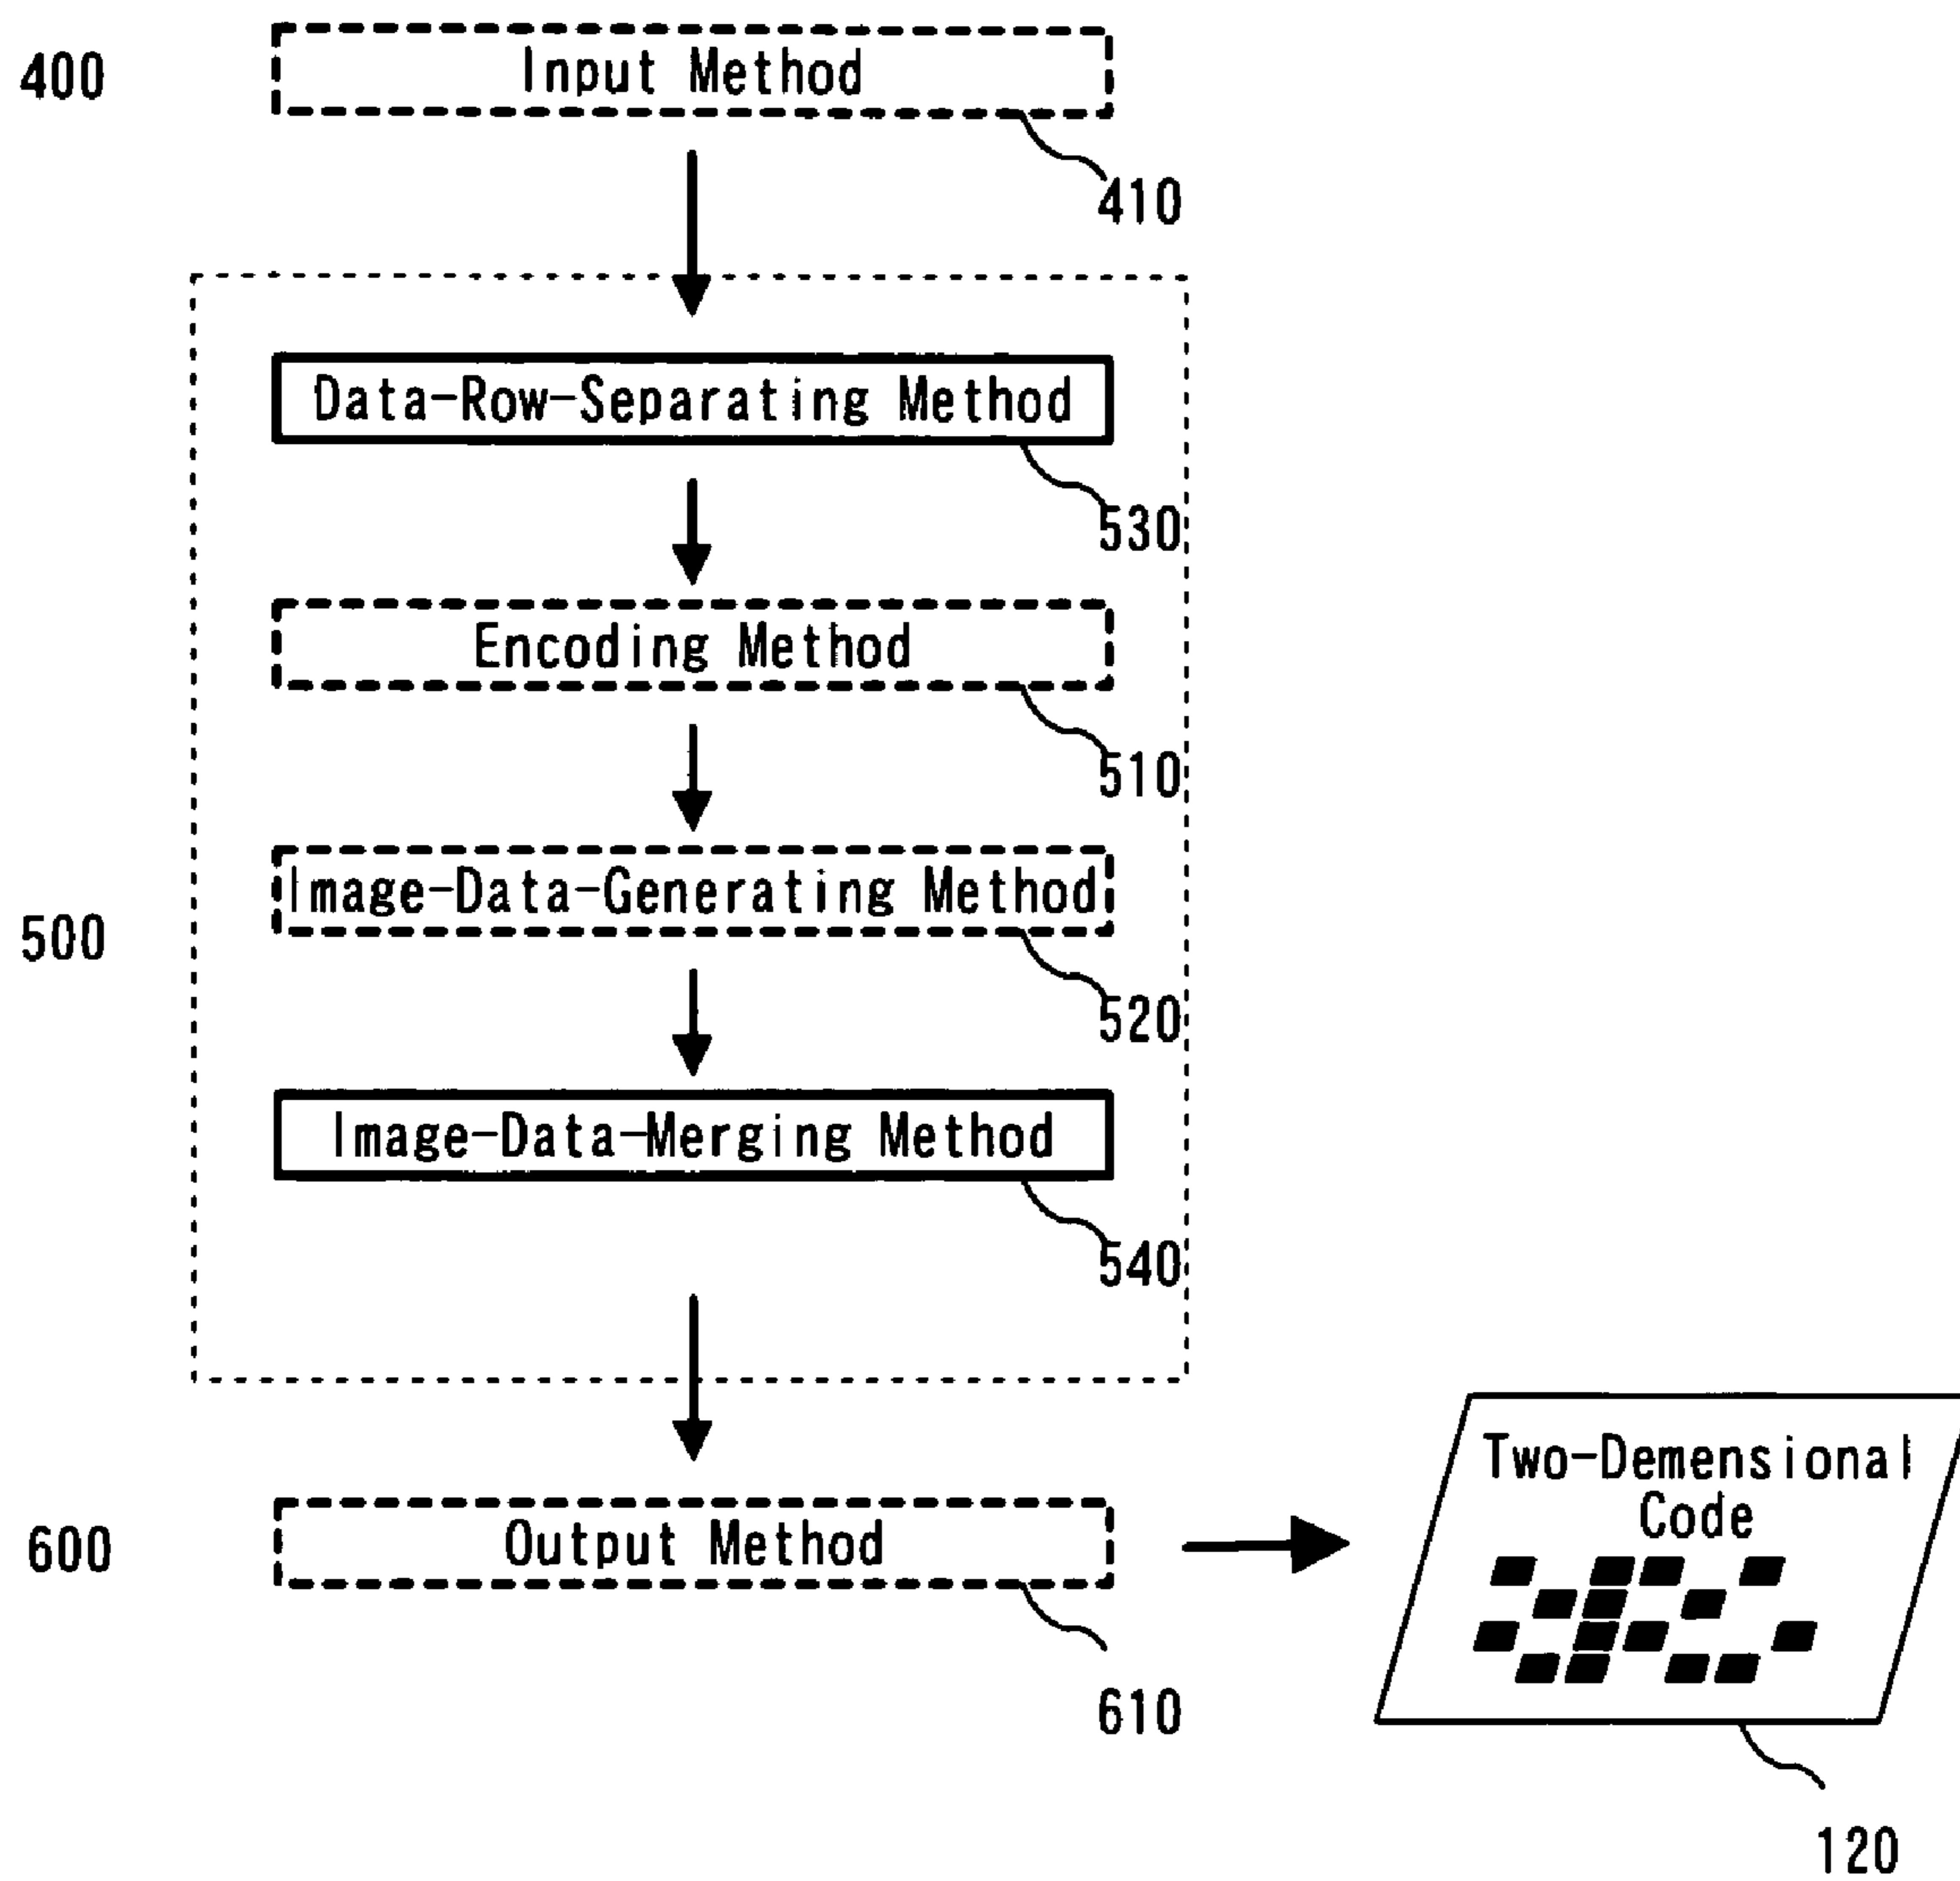 400
Input Method
410
Data-Row-Separating Method
530
Encoding Method
510
Image-Data-Generating Method
500
520
Image-Data-Merging Method
540
Two-Demensional
Code
600
Output Method
610
120